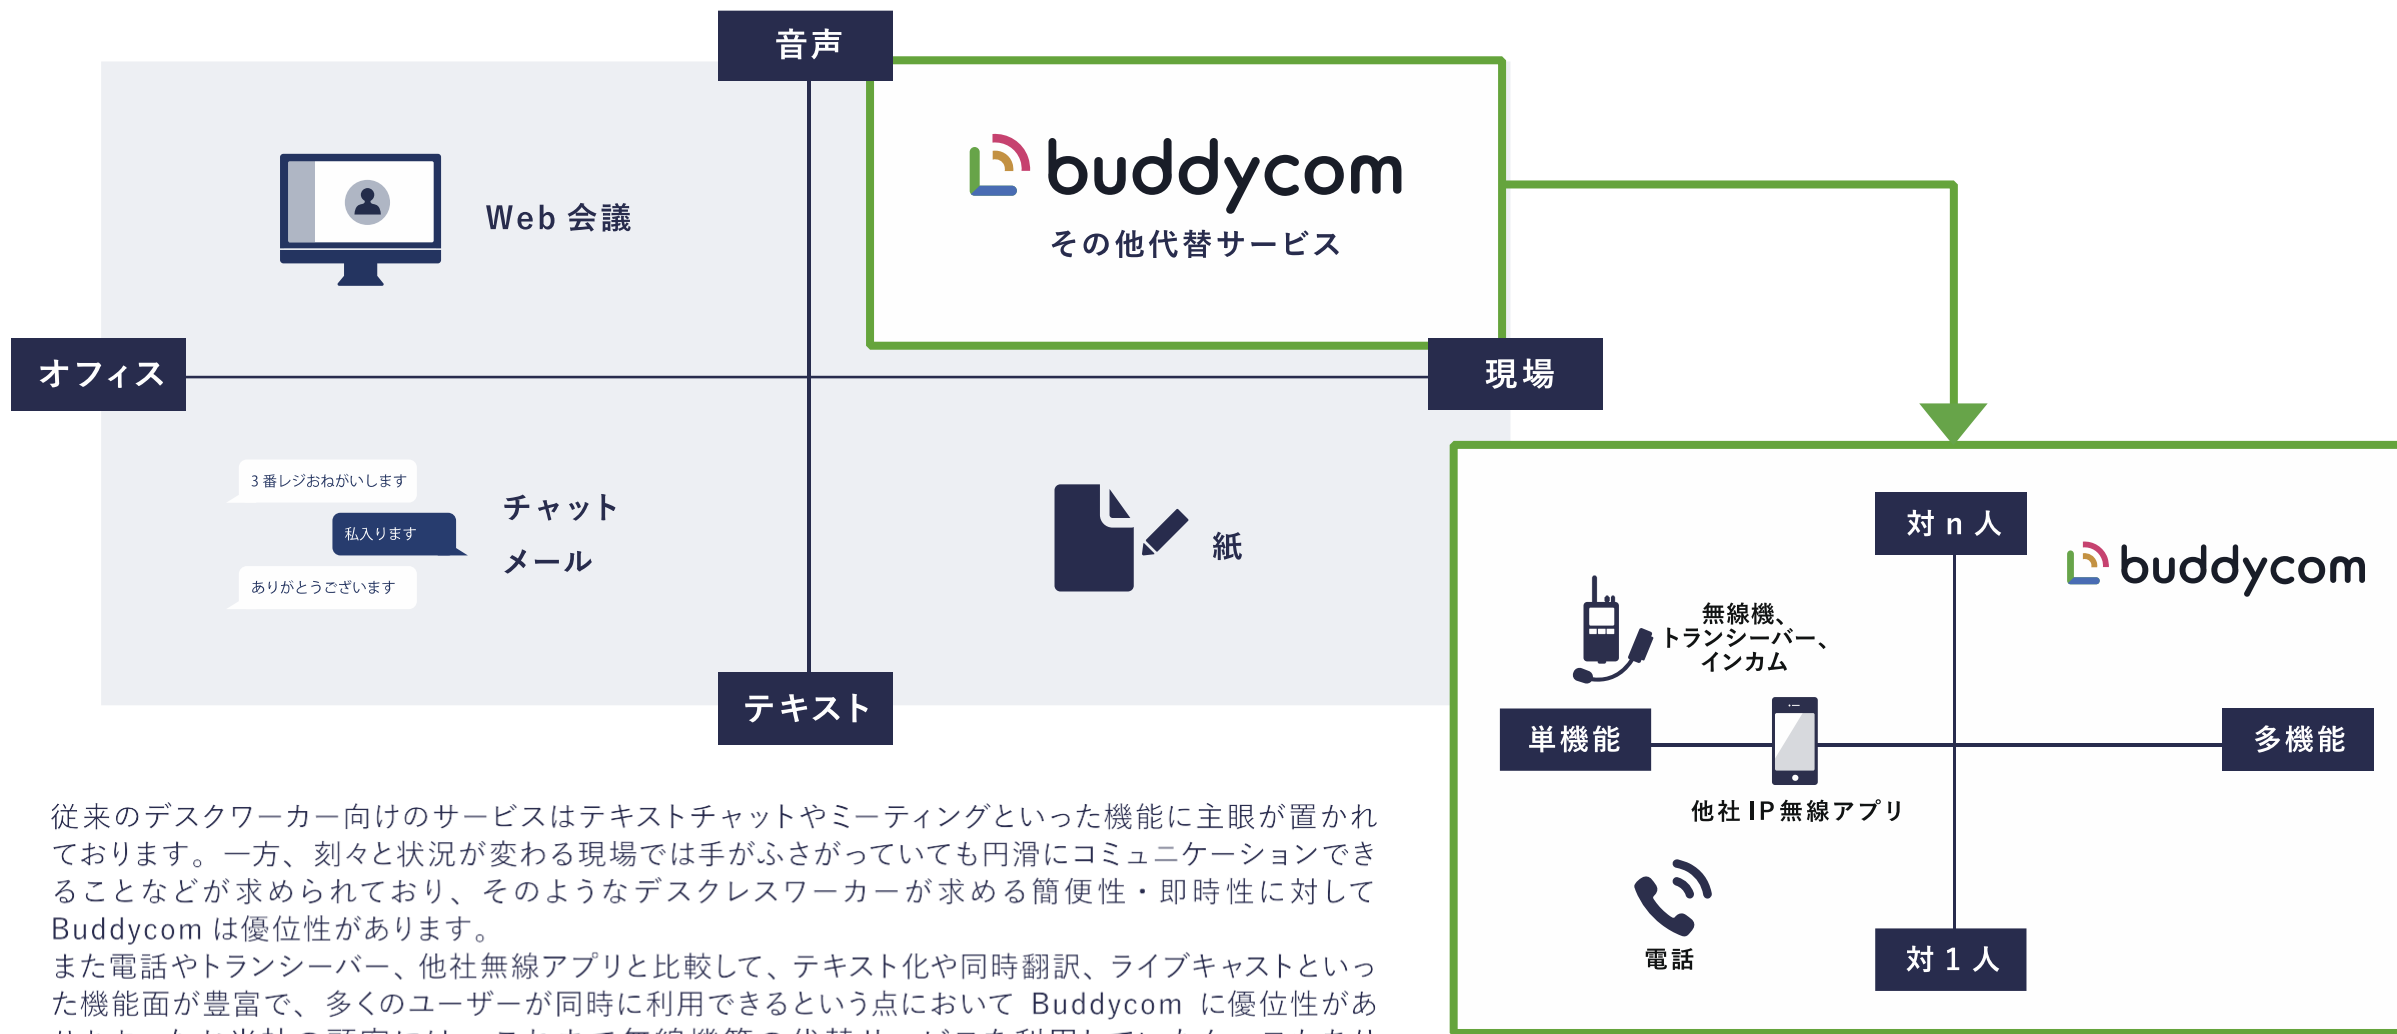 音声
buddycom
その他代替サービス
Web 会議
オフィス
現場
3 番レジおねがいします
私入ります
ありがとうございます
チャット
メール
紙
テキスト
対 n 人
buddycom
無線機、
トランシーバー、
インカム
単機能
多機能
他社 IP 無線アプリ
電話
対 1 人
従来のデスクワーカー向けのサービスはテキストチャットやミーティングといった機能に主眼が置かれ
ております。一方、刻々と状況が変わる現場では手がふさがっていても円滑にコミュニケーションでき
ることなどが求められており、そのようなデスクレスワーカーが求める簡便性・即時性に対して
Buddycom は優位性があります。
また電話やトランシーバー、他社無線アプリと比較して、テキスト化や同時翻訳、ライブキャストといっ
た機能面が豊富で、多くのユーザーが同時に利用できるという点において Buddycom に優位性があ